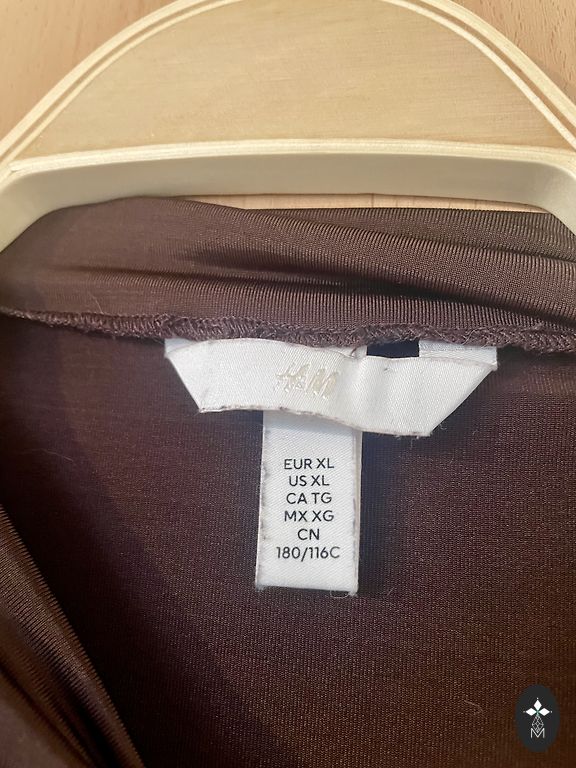 H&M
EUR XL
US XL
CA TG
MX XG
CN
180/116C
M